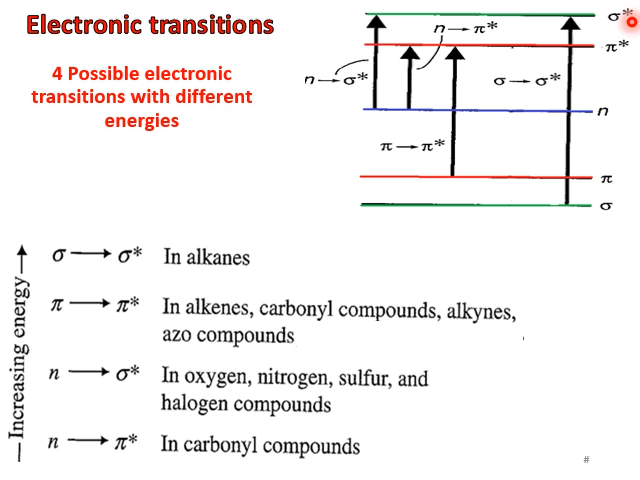 Electronic transitions
4 Possible electronic
transitions with different
energies
σ*
π*
n → π*
n → σ*
σ → σ*
n
π → π*
π
σ
Increasing energy →
σ → σ* In alkanes
π → π* In alkenes, carbonyl compounds, alkynes,
azo compounds
n → σ* In oxygen, nitrogen, sulfur, and
halogen compounds
n → π* In carbonyl compounds
#